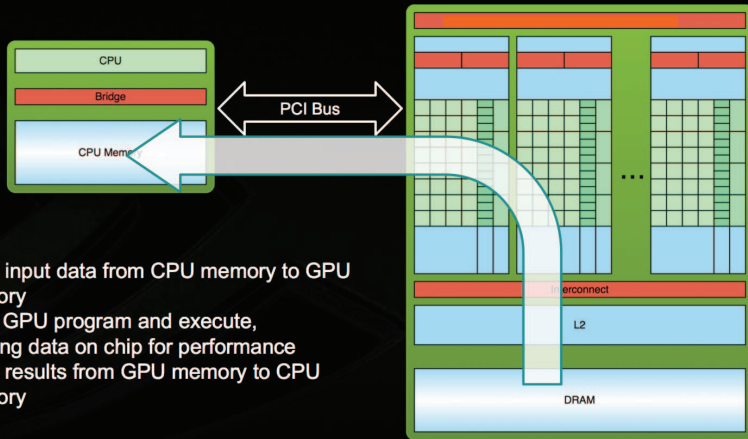 CPU
Bridge
CPU Memory
PCI Bus
...
Interconnect
L2
DRAM
input data from CPU memory to GPU
ory
GPU program and execute,
ng data on chip for performance
results from GPU memory to CPU
ory